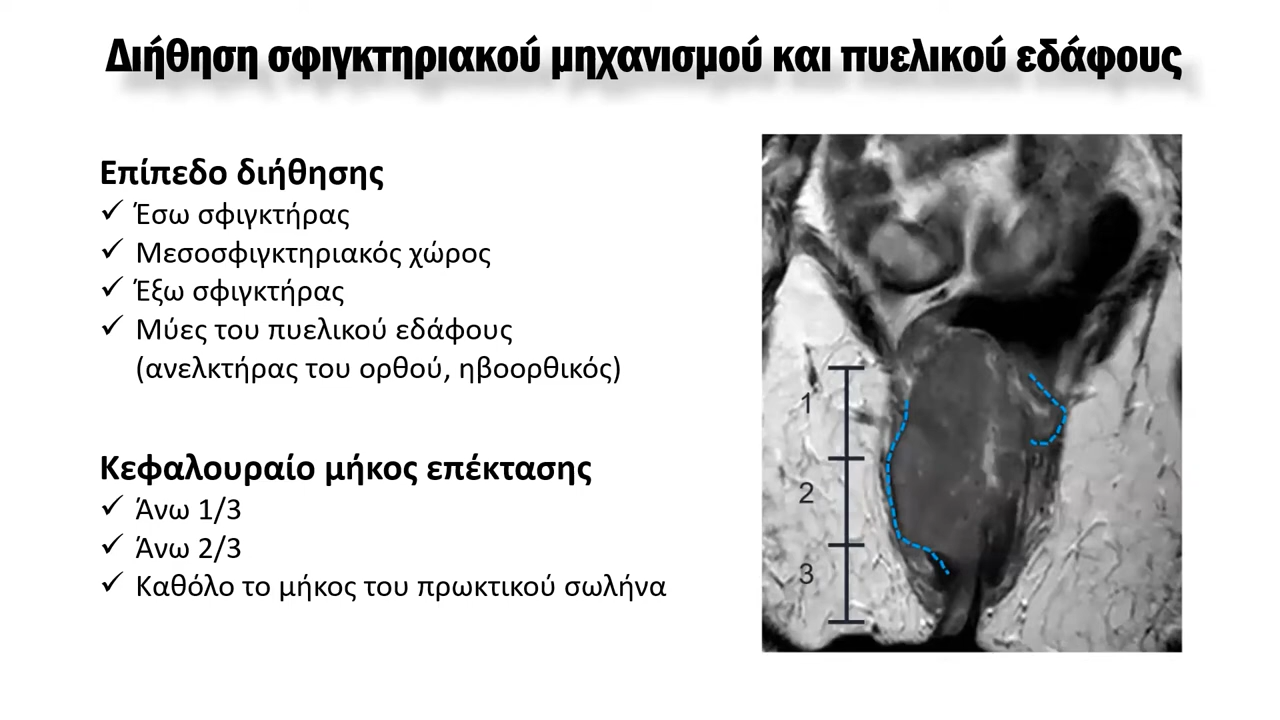 Διήθηση σφιγκτηριακού μηχανισμού και πυελικού εδάφους
Επίπεδο διήθησης
✓ Έσω σφιγκτήρας
✓ Μεσοσφιγκτηριακός χώρος
✓ Έξω σφιγκτήρας
✓ Μύες του πυελικού εδάφους
(ανελκτήρας του ορθού, ηβοορθικός)
Κεφαλουραίο μήκος επέκτασης
✓ Άνω 1/3
✓ Άνω 2/3
✓ Καθόλο το μήκος του πρωκτικού σωλήνα
1
2
3